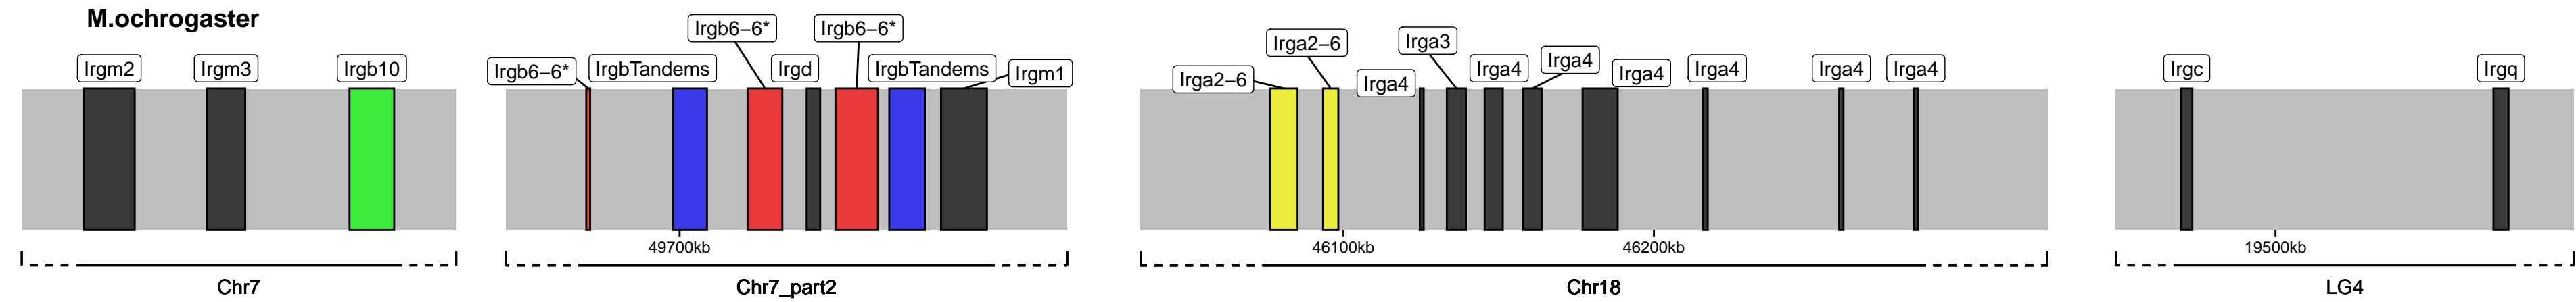 M.ochrogaster
Irgm2
Irgm3
Irgb10
Chr7
Irgb6−6*
IrgbTandems
Irgb6−6*
Irgd
Irgb6−6*
IrgbTandems
Irgm1
49700kb
Chr7_part2
Irga2−6
Irga2−6
Irga4
Irga3
Irga4
Irga4
Irga4
Irga4
Irga4
Irga4
46100kb
46200kb
Chr18
Irgc
Irgq
19500kb
LG4